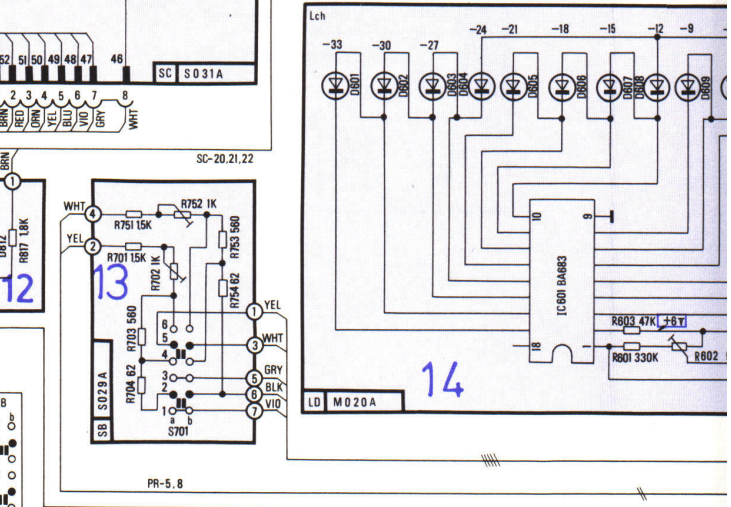 Lch
-33
-30
-27
-24
-21
-18
-15
-12
-9
D601
D602
D603
D604
D605
D606
D607
D608
D609
52 51 50 49 48 47 46
SC S031A
2 3 4 5 6 7 8
BRN
RED
ORN
YEL
BLU
VIO
GRY
WHT
BRN
1
SC-20,21,22
D812
R817 1,8K
12
13
WHT 4
R751 1,5K
R752 1K
YEL 2
R701 1,5K
R702 1K
R753 560
R754 62
R703 560
R704 62
6
5
4
3
2
1
a b
S701
1 YEL
3 WHT
5 GRY
6 BLK
7 VIO
SB S029A
10
9
IC601 BA683
18
1
R603 47K
+6V
R601 330K
R602
14
LD M020A
PR-5,8
B
b